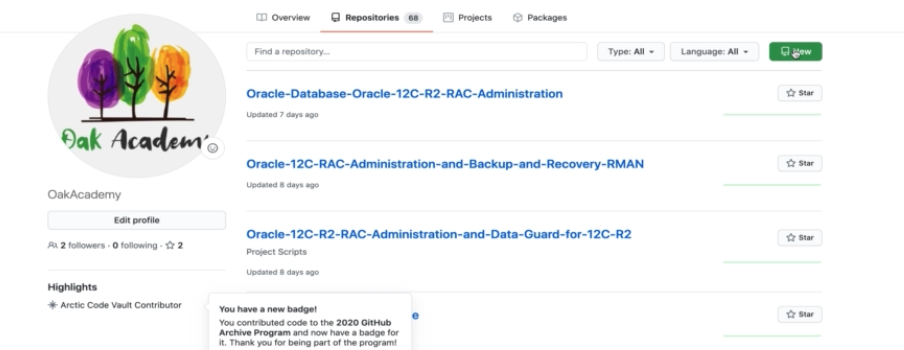 Overview
Repositories 68
Projects
Packages
Find a repository...
Type: All
Language: All
New
Oak Academy
Oracle-Database-Oracle-12C-R2-RAC-Administration
Star
Updated 7 days ago
Oracle-12C-RAC-Administration-and-Backup-and-Recovery-RMAN
Star
Updated 8 days ago
OakAcademy
Edit profile
2 followers · 0 following · 2
Oracle-12C-R2-RAC-Administration-and-Data-Guard-for-12C-R2
Star
Project Scripts
Updated 8 days ago
Highlights
Arctic Code Vault Contributor
You have a new badge!
You contributed code to the 2020 GitHub
Archive Program and now have a badge for
it. Thank you for being part of the program!
e
Star